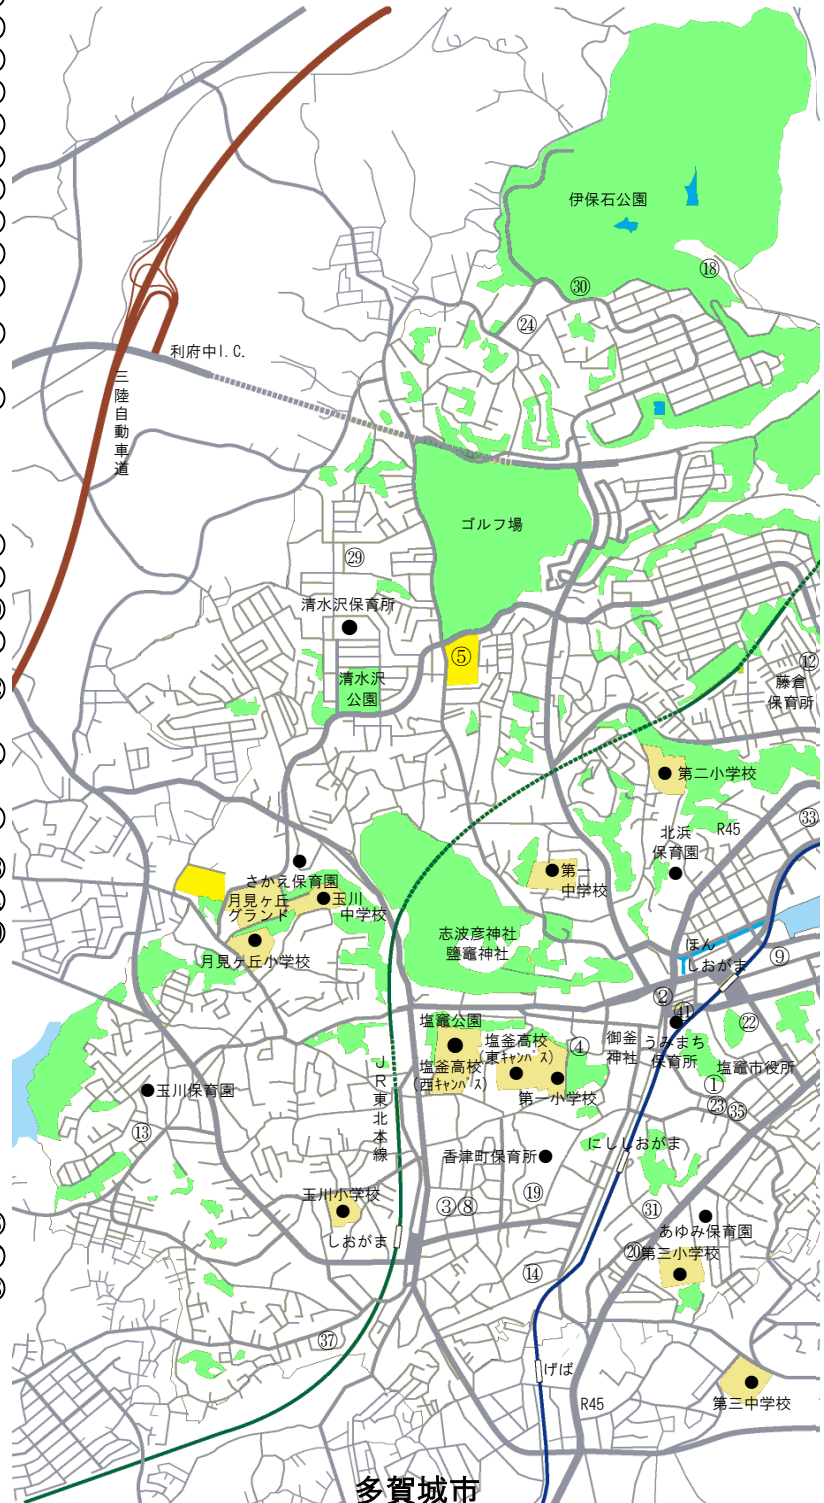 伊保石公園
⑱
㉚
㉔
利府中I.C.
三陸自動車道
ゴルフ場
㉙
清水沢保育所
⑤
清水沢
公園
⑫
藤倉
保育所
第二小学校
北浜
保育園
R45
㉝
さかえ保育園
第一
中学校
月見ヶ丘
グランド
玉川
中学校
月見ヶ丘小学校
志波彦神社
鹽竈神社
ほん
しおがま
⑨
②
㊶
㉒
塩竈公園
塩釜高校
(西ｷｬﾝﾊﾟｽ)
塩釜高校
(東ｷｬﾝﾊﾟｽ)
④
第一小学校
御釜
神社
うみまち
保育所
塩竈市役所
①
㉓
㉟
JR東北本線
玉川保育園
⑬
香津町保育所
にししおがま
⑲
玉川小学校
しおがま
③
⑧
㉛
あゆみ保育園
⑳
第三小学校
⑭
㊲
げば
R45
第三中学校
多賀城市